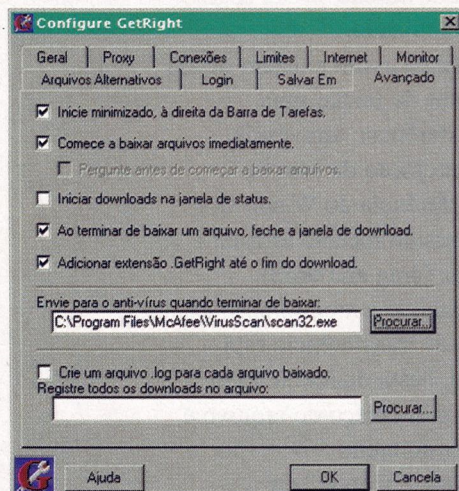 Configure GetRight
Geral Proxy Conexões Limites Internet Monitor
Arquivos Alternativos Login Salvar Em Avançado
Inicie minimizado, à direita da Barra de Tarefas.
Comece a baixar arquivos imediatamente.
Pergunte antes de começar a baixar arquivos.
Iniciar downloads na janela de status.
Ao terminar de baixar um arquivo, feche a janela de download.
Adicionar extensão .GetRight até o fim do download.
Envie para o anti-vírus quando terminar de baixar:
C:\Program Files\McAfee\VirusScan\scan32.exe Procurar...
Crie um arquivo .log para cada arquivo baixado.
Registre todos os downloads no arquivo:
Procurar...
Ajuda OK Cancela